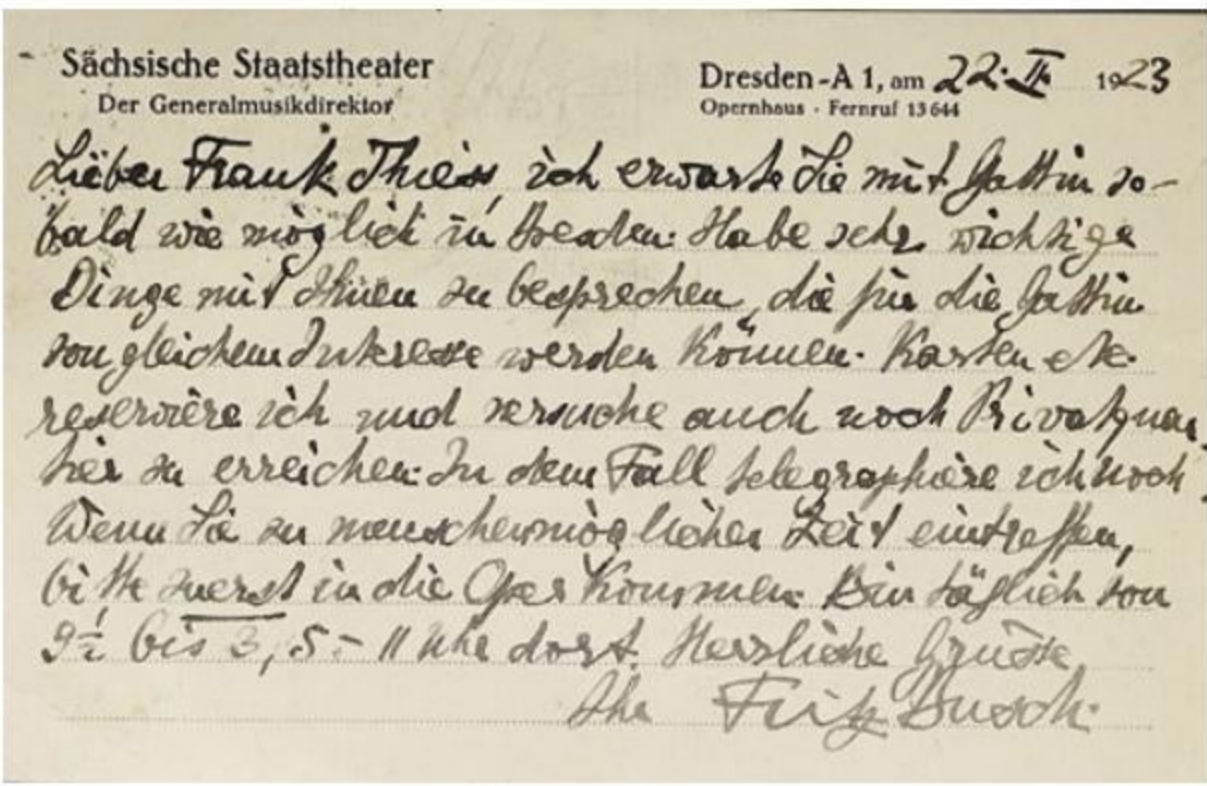 Sächsische Staatstheater
Der Generalmusikdirektor
Dresden-A 1, am 22. II. 1923
Opernhaus · Fernruf 13644
Lieber Frank Thiess, ich erwarte Sie mit Gattin so-
bald wie möglich in Dresden. Habe sehr wichtige
Dinge mit Ihnen zu besprechen, die für die Gattin
von gleichem Interesse werden können. Karten etc.
reserviere ich und versuche auch noch Privatquar-
tier zu erreichen. In dem Fall telegraphiere ich noch.
Wenn Sie zu menschenmöglicher Zeit eintreffen,
bitte zuerst in die Oper kommen. Bin täglich von
9½ bis 3, 5 - 11 Uhr dort. Herzliche Grüsse
Ihr Fritz Busch.